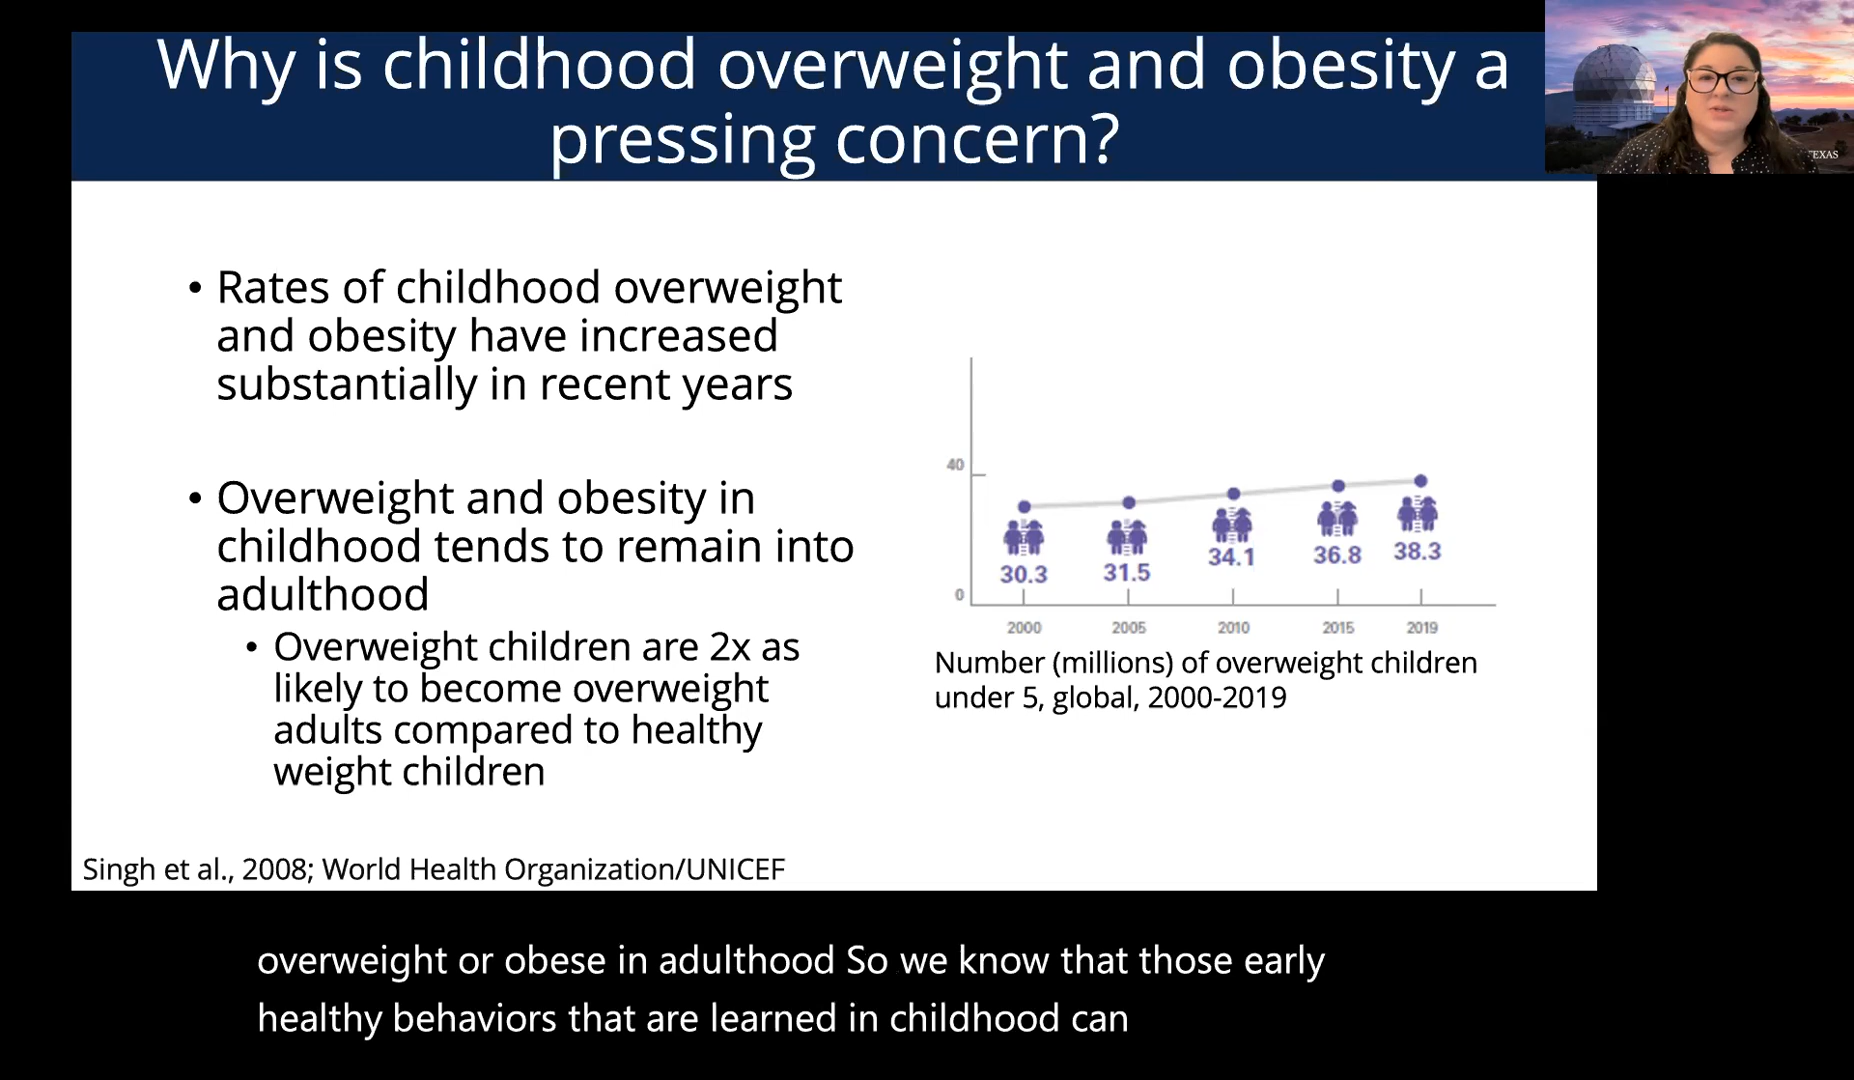 Why is childhood overweight and obesity a
pressing concern?
TEXAS
• Rates of childhood overweight
and obesity have increased
substantially in recent years
• Overweight and obesity in
childhood tends to remain into
adulthood
• Overweight children are 2x as
likely to become overweight
adults compared to healthy
weight children
40
0
30.3
31.5
34.1
36.8
38.3
2000
2005
2010
2015
2019
Number (millions) of overweight children
under 5, global, 2000-2019
Singh et al., 2008; World Health Organization/UNICEF
overweight or obese in adulthood So we know that those early
healthy behaviors that are learned in childhood can